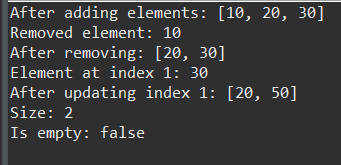 After adding elements: [10, 20, 30]
Removed element: 10
After removing: [20, 30]
Element at index 1: 30
After updating index 1: [20, 50]
Size: 2
Is empty: false